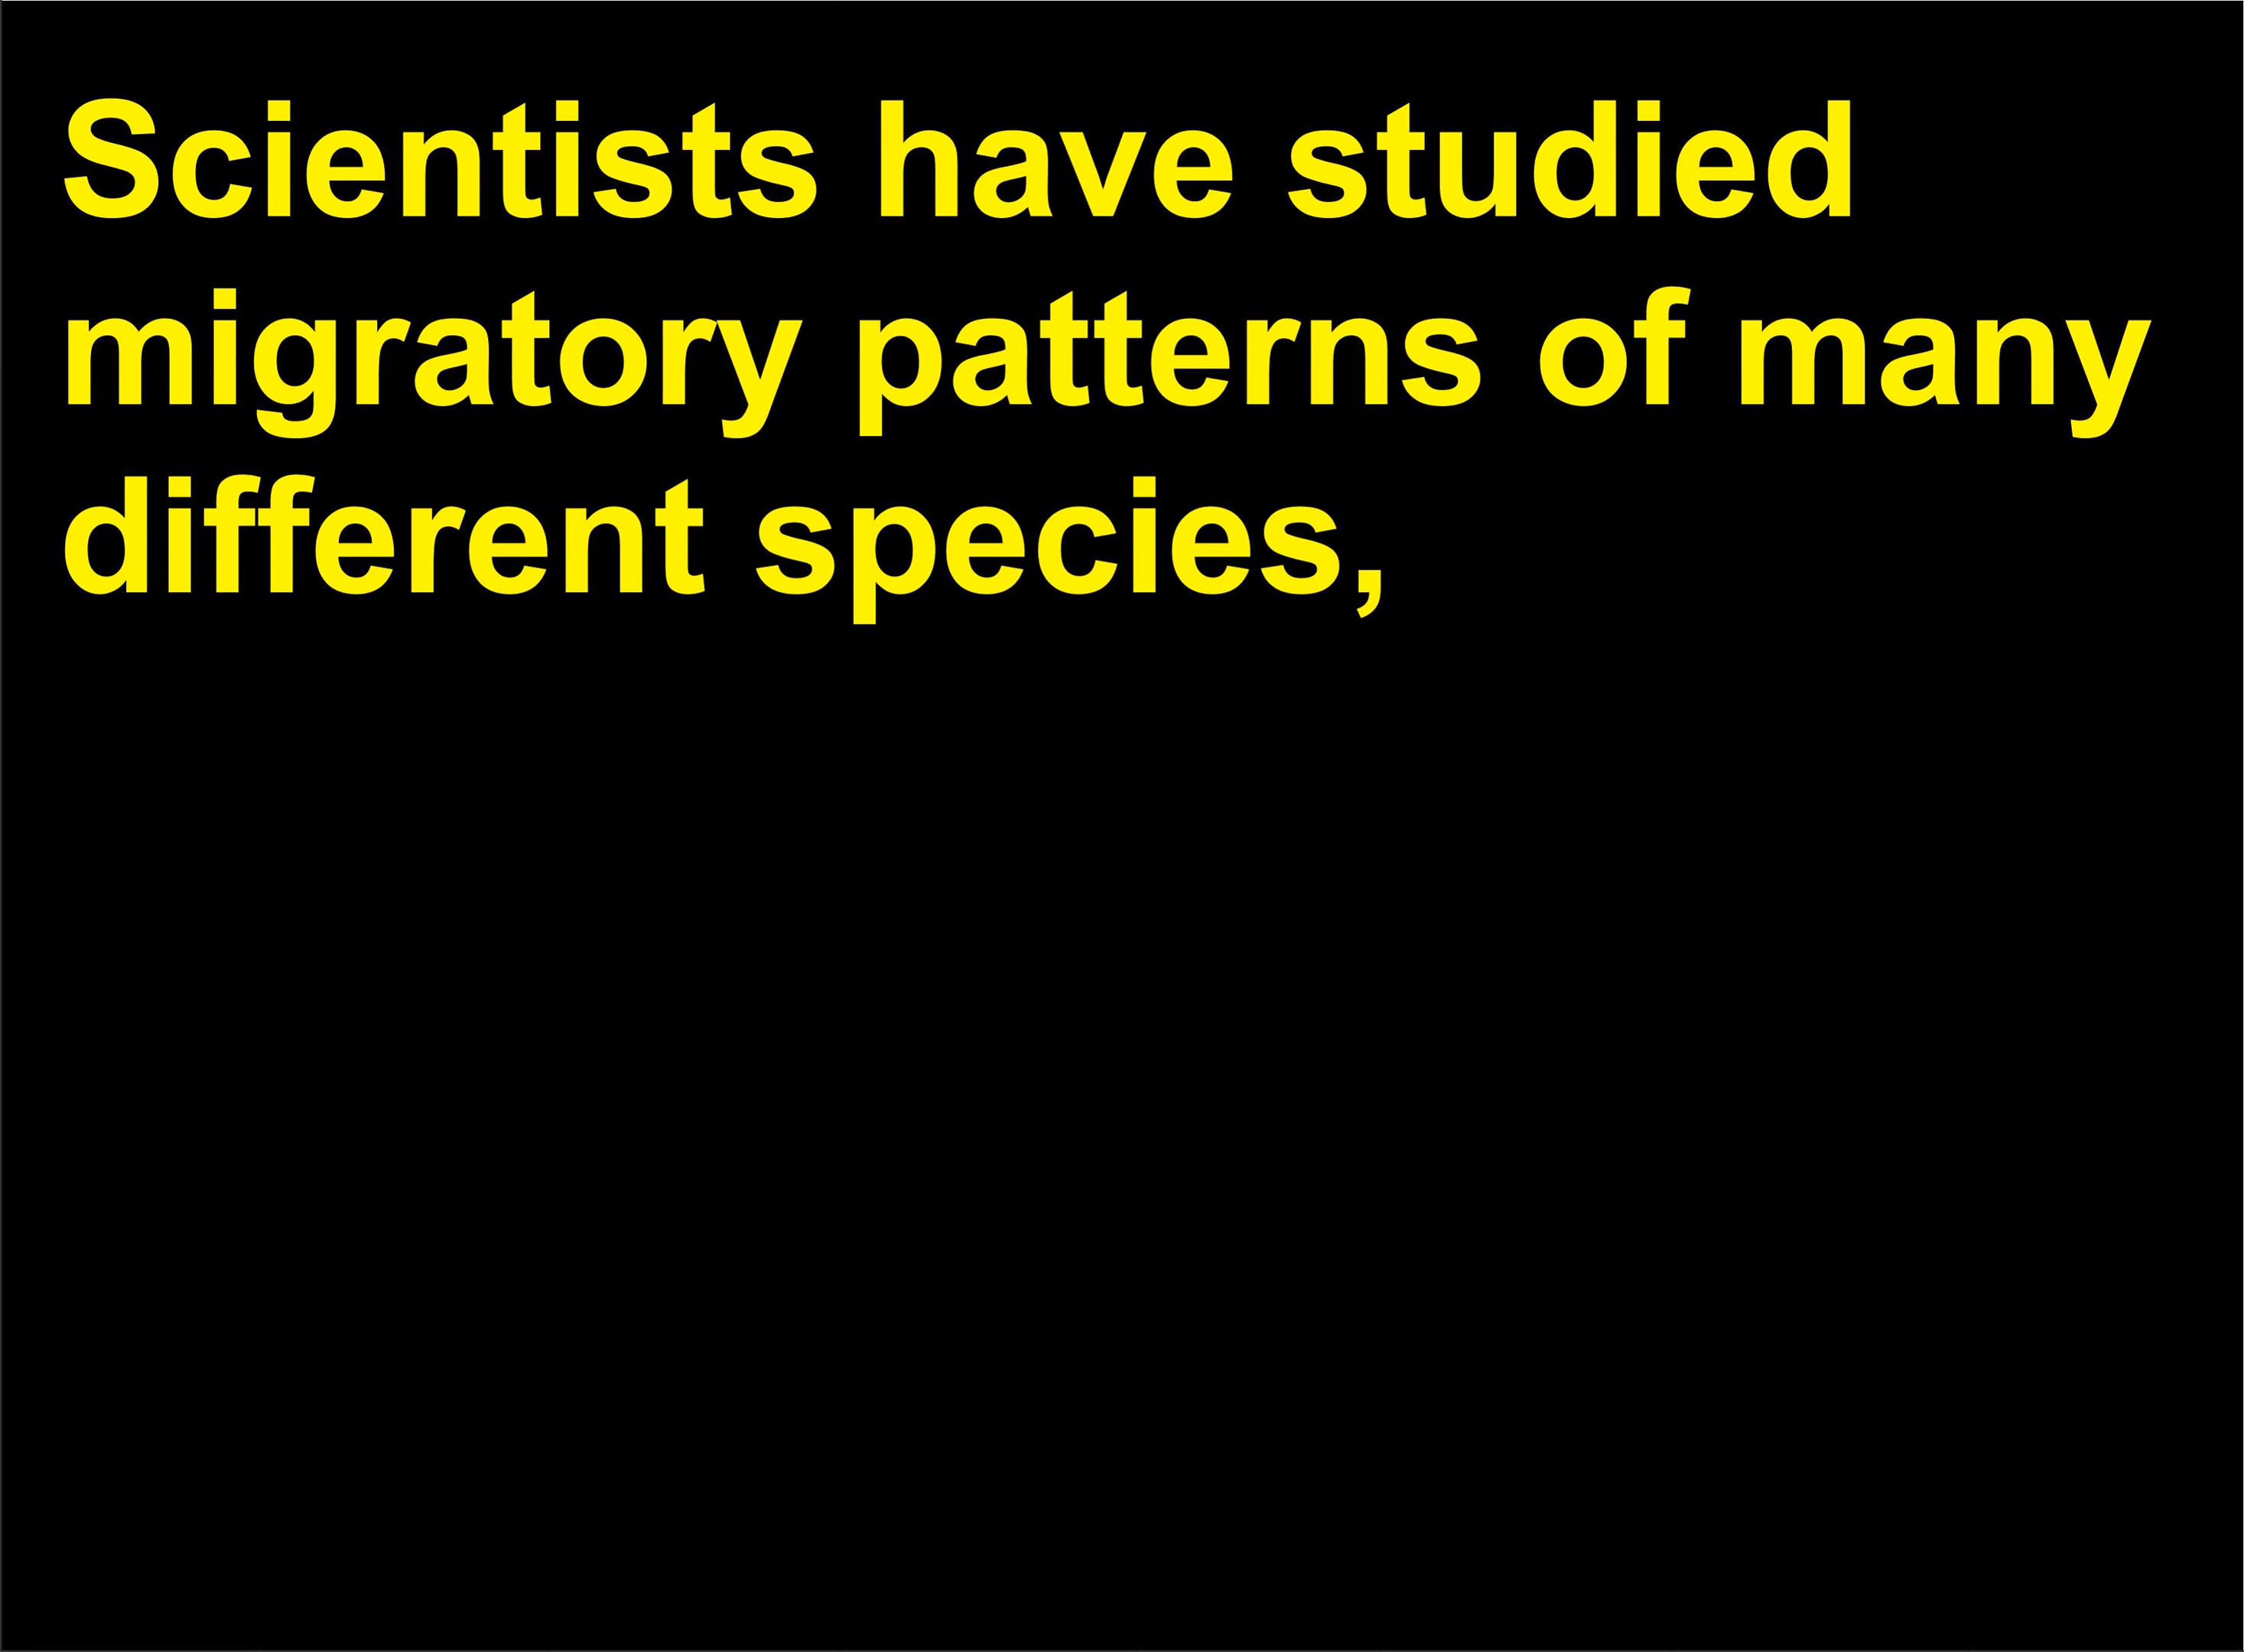 Scientists have studied
migratory patterns of many
different species,